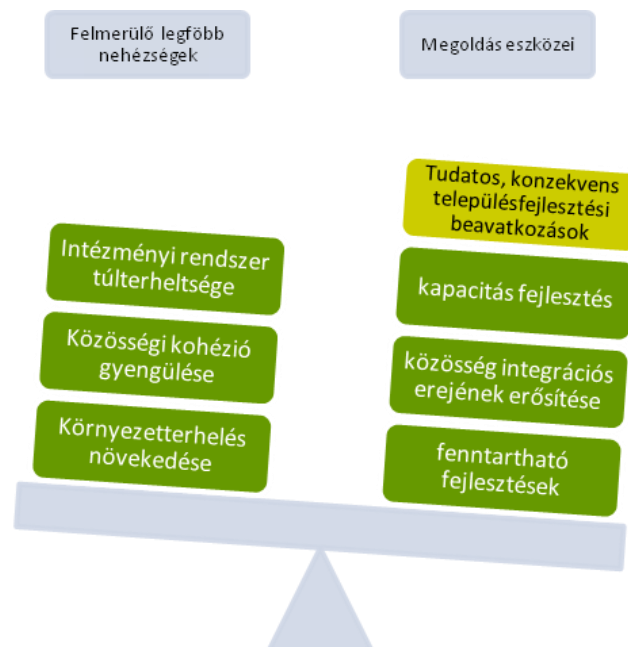 Felmerülő legfőbb
nehézségek
Megoldás eszközei
Intézményi rendszer
túlterheltsége
Közösségi kohézió
gyengülése
Környezetterhelés
növekedése
Tudatos, konzekvens
településfejlesztési
beavatkozások
kapacitás fejlesztés
közösség integrációs
erejének erősítése
fenntartható
fejlesztések